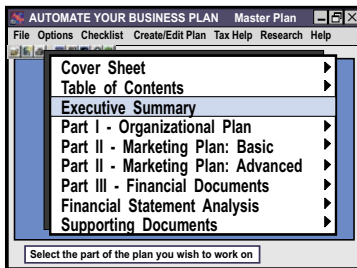 AUTOMATE YOUR BUSINESS PLAN Master Plan
File Options Checklist Create/Edit Plan Tax Help Research Help
Cover Sheet
Table of Contents
Executive Summary
Part I - Organizational Plan
Part II - Marketing Plan: Basic
Part II - Marketing Plan: Advanced
Part III - Financial Documents
Financial Statement Analysis
Supporting Documents
Select the part of the plan you wish to work on